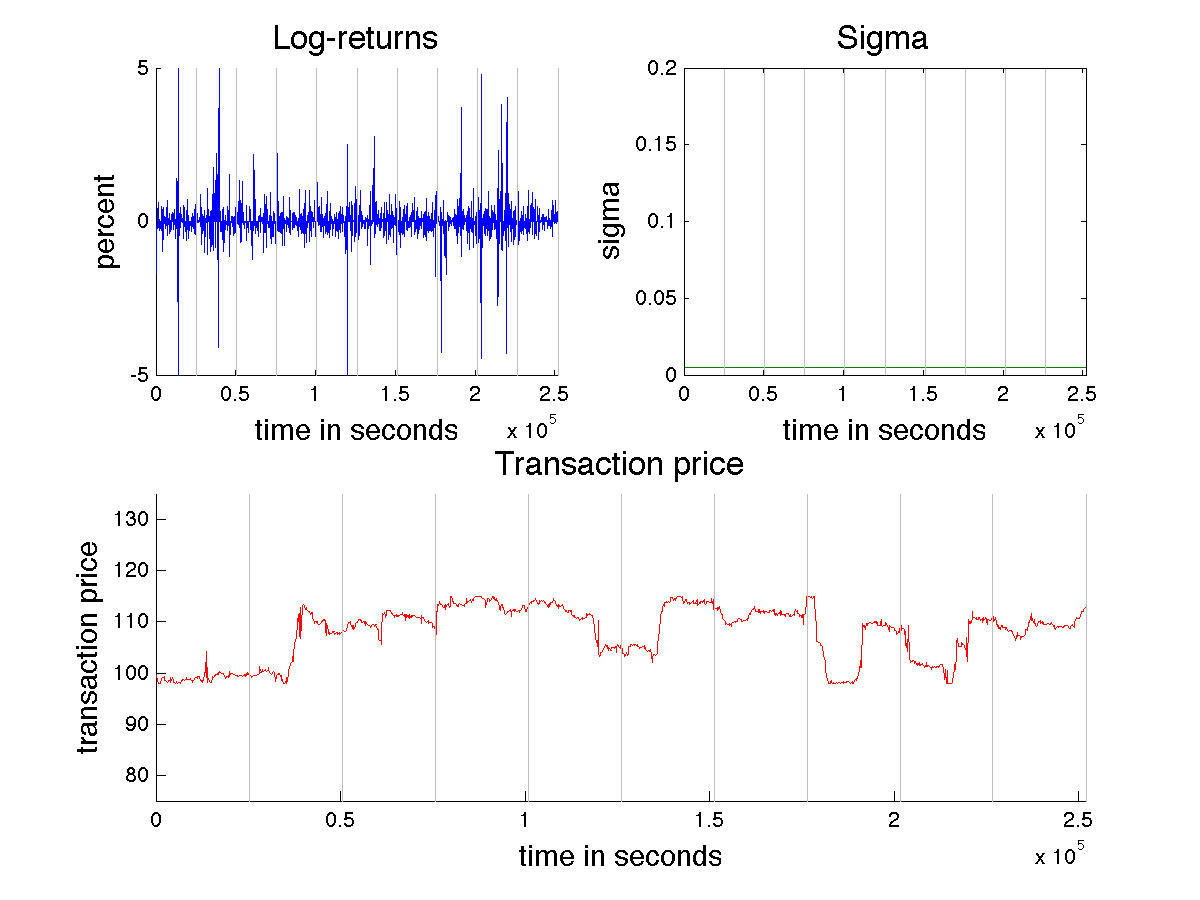 Log-returns
5
0
-5
percent
0 0.5 1 1.5 2 2.5
x 10^5
time in seconds
Sigma
0.2
0.15
0.1
0.05
0
sigma
0 0.5 1 1.5 2 2.5
x 10^5
time in seconds
Transaction price
130
120
110
100
90
80
transaction price
0 0.5 1 1.5 2 2.5
x 10^5
time in seconds